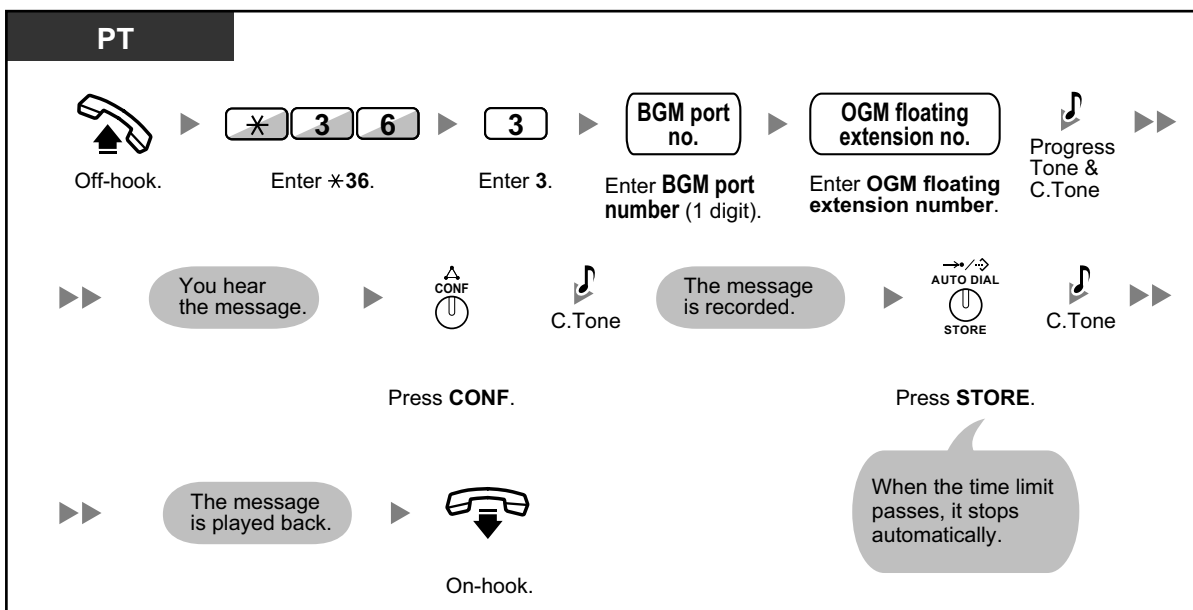 PT
✳ 3 6
3
BGM port
no.
OGM floating
extension no.
Off-hook.
Enter ✳36.
Enter 3.
Enter BGM port
number (1 digit).
Enter OGM floating
extension number.
Progress
Tone &
C.Tone
You hear
the message.
CONF
C.Tone
The message
is recorded.
AUTO DIAL
STORE
C.Tone
Press CONF.
Press STORE.
When the time limit
passes, it stops
automatically.
The message
is played back.
On-hook.